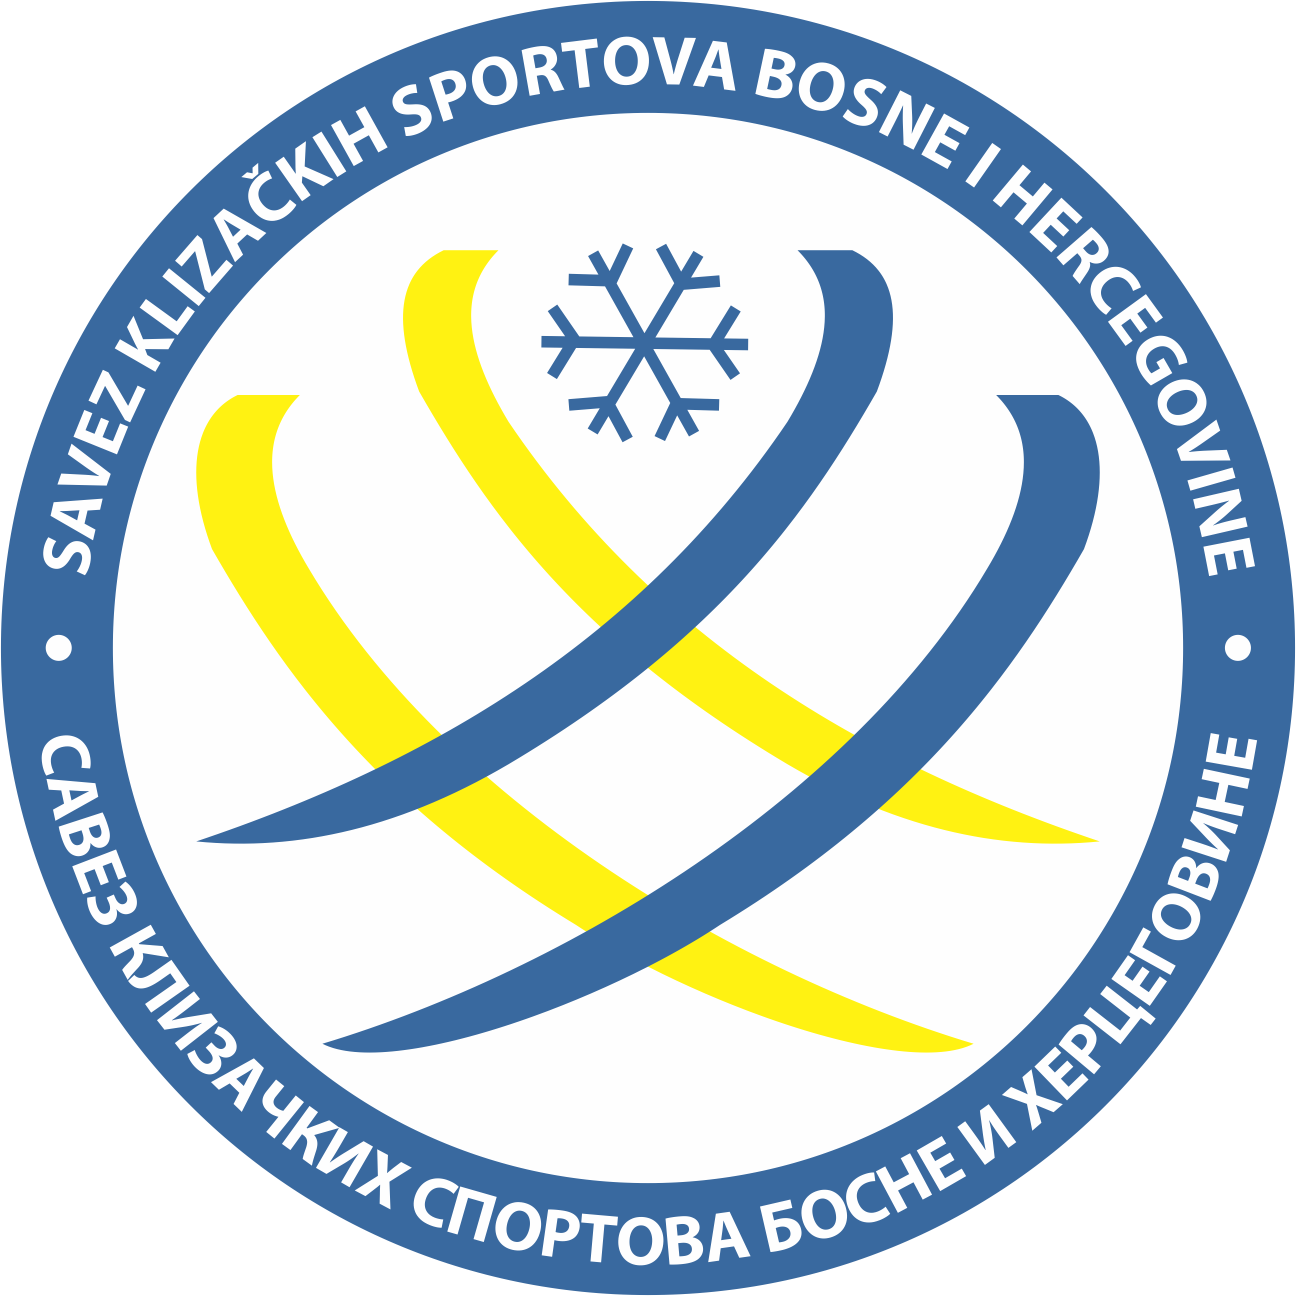 SAVEZ KLIZAČKIH SPORTOVA BOSNE I HERCEGOVINE
САВЕЗ КЛИЗАЧКИХ СПОРТОВА БОСНЕ И ХЕРЦЕГОВИНЕ